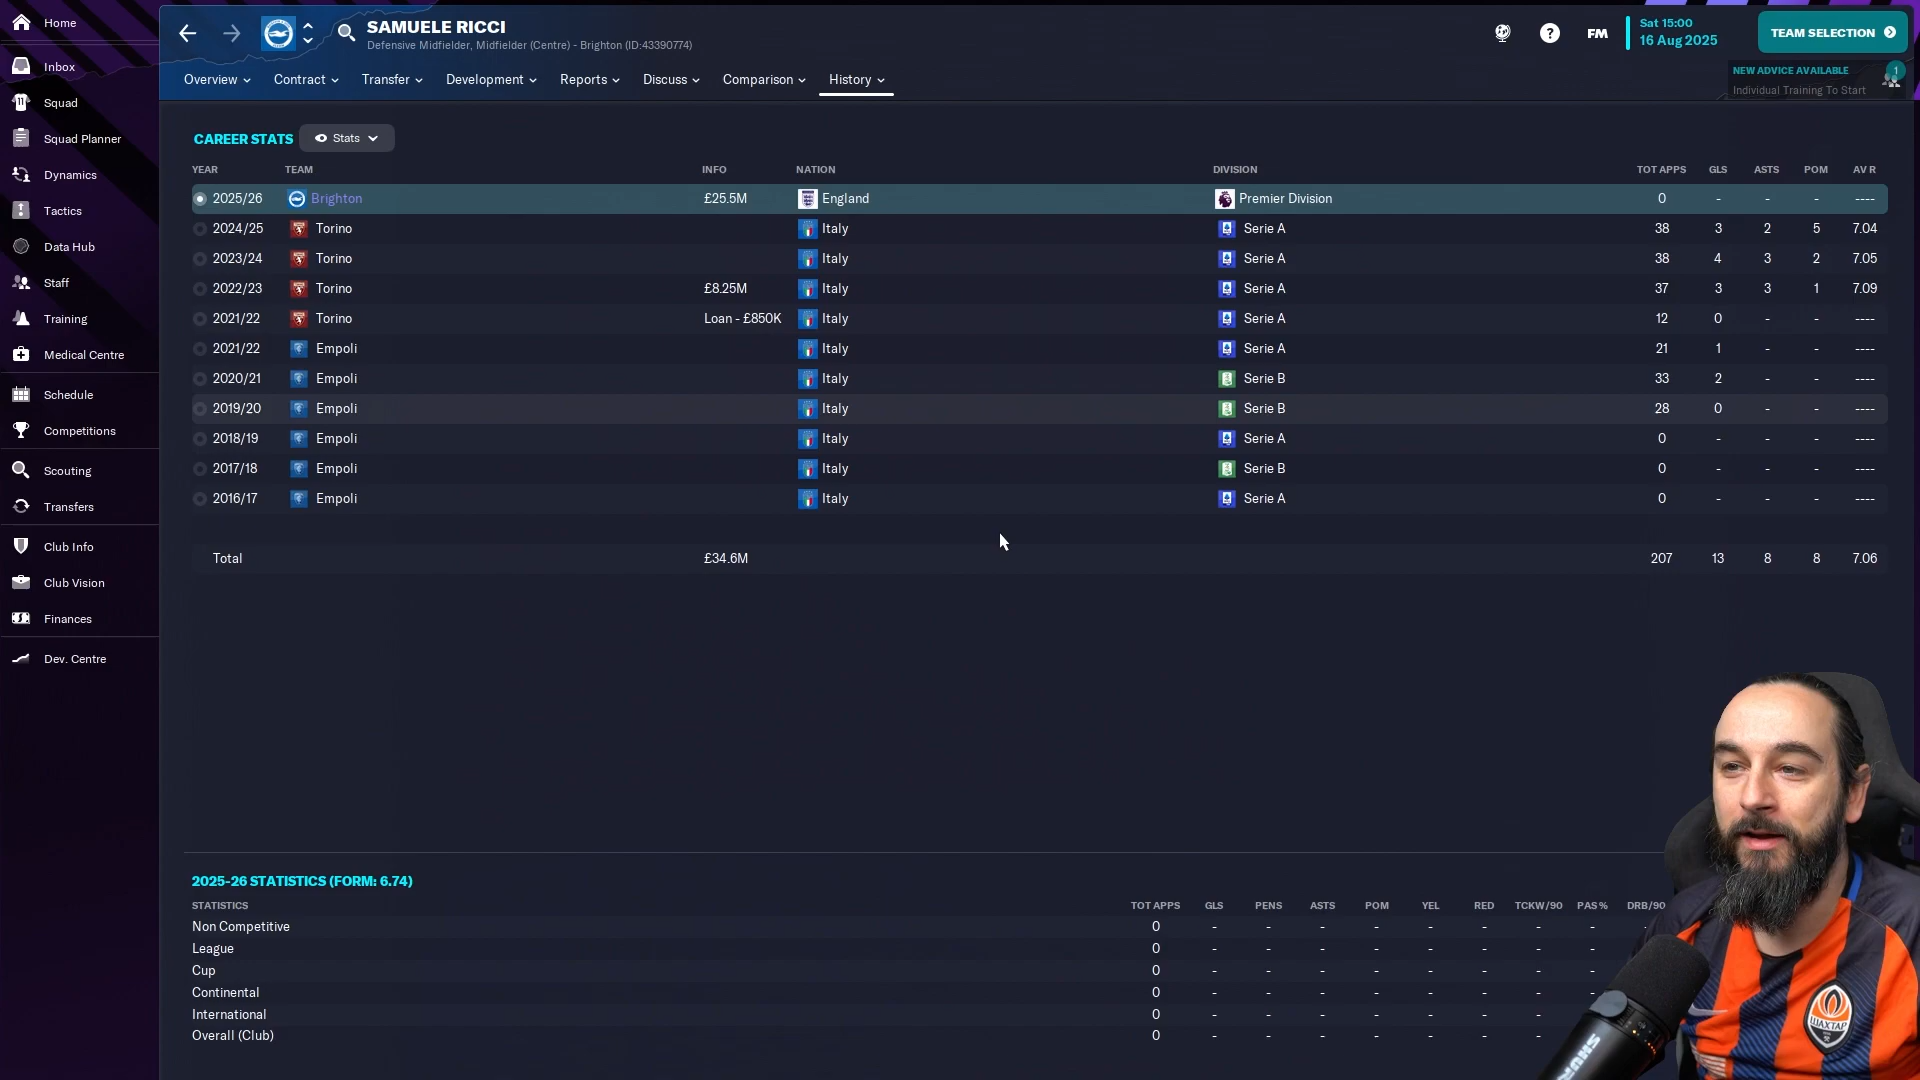 Home
Inbox
Squad
Squad Planner
Dynamics
Tactics
Data Hub
Staff
Training
Medical Centre
Schedule
Competitions
Scouting
Transfers
Club Info
Club Vision
Finances
Dev. Centre
SAMUELE RICCI
Defensive Midfielder, Midfielder (Centre) - Brighton (ID:43390774)
? FM
Sat 15:00
16 Aug 2025
TEAM SELECTION
NEW ADVICE AVAILABLE 1
Individual Training To Start
Overview Contract Transfer Development Reports Discuss Comparison History
CAREER STATS Stats
YEAR TEAM INFO NATION DIVISION TOT APPS GLS ASTS POM AV R
2025/26 Brighton £25.5M England Premier Division 0 - - - ----
2024/25 Torino Italy Serie A 38 3 2 5 7.04
2023/24 Torino Italy Serie A 38 4 3 2 7.05
2022/23 Torino £8.25M Italy Serie A 37 3 3 1 7.09
2021/22 Torino Loan - £850K Italy Serie A 12 0 - - ----
2021/22 Empoli Italy Serie A 21 1 - - ----
2020/21 Empoli Italy Serie B 33 2 - - ----
2019/20 Empoli Italy Serie B 28 0 - - ----
2018/19 Empoli Italy Serie A 0 - - - ----
2017/18 Empoli Italy Serie B 0 - - - ----
2016/17 Empoli Italy Serie A 0 - - - ----
Total £34.6M 207 13 8 8 7.06
2025-26 STATISTICS (FORM: 6.74)
STATISTICS TOT APPS GLS PENS ASTS POM YEL RED TCKW/90 PAS % DRB/90
Non Competitive 0 - - - - - - - - -
League 0 - - - - - - - -
Cup 0 - - - - - - - -
Continental 0 - - - - - - - -
International 0 - - - - - - -
Overall (Club) 0 - - - - - - -
ШАХТАР
SHURE